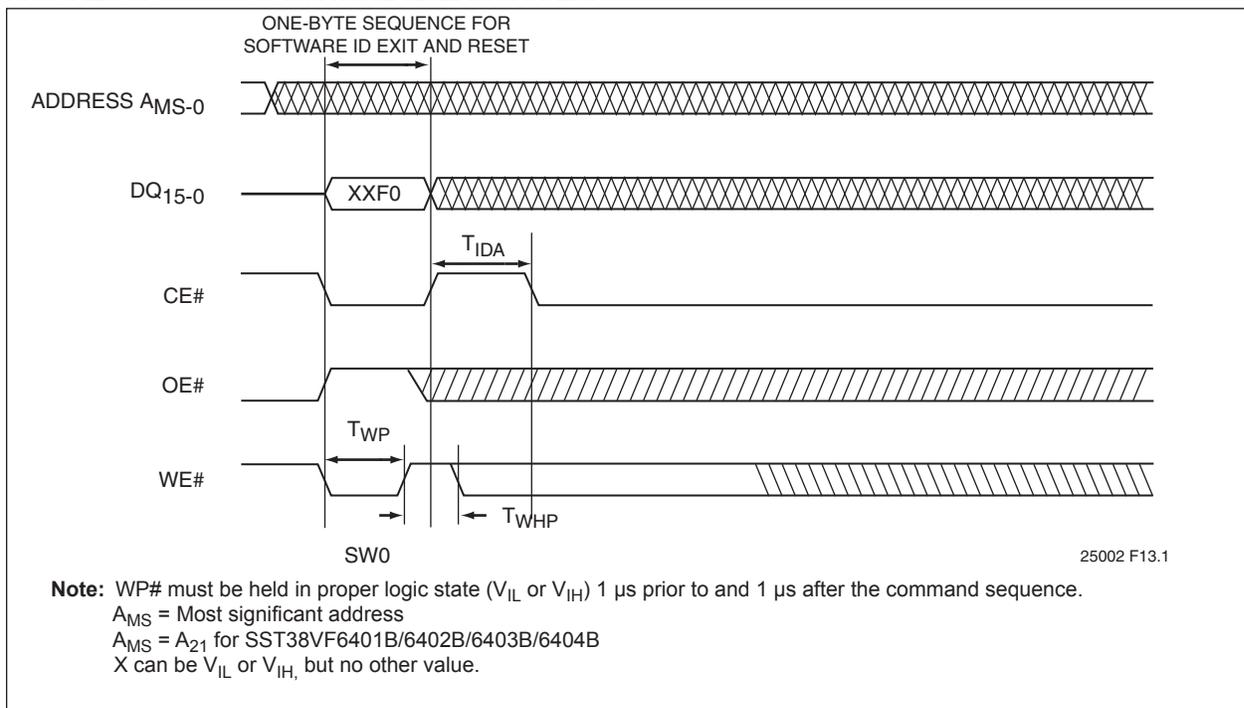 ONE-BYTE SEQUENCE FOR
SOFTWARE ID EXIT AND RESET
ADDRESS AMS-0
DQ15-0
XXF0
TIDA
CE#
OE#
TWP
WE#
TWHP
SW0
25002 F13.1
Note: WP# must be held in proper logic state (VIL or VIH) 1 µs prior to and 1 µs after the command sequence.
AMS = Most significant address
AMS = A21 for SST38VF6401B/6402B/6403B/6404B
X can be VIL or VIH, but no other value.